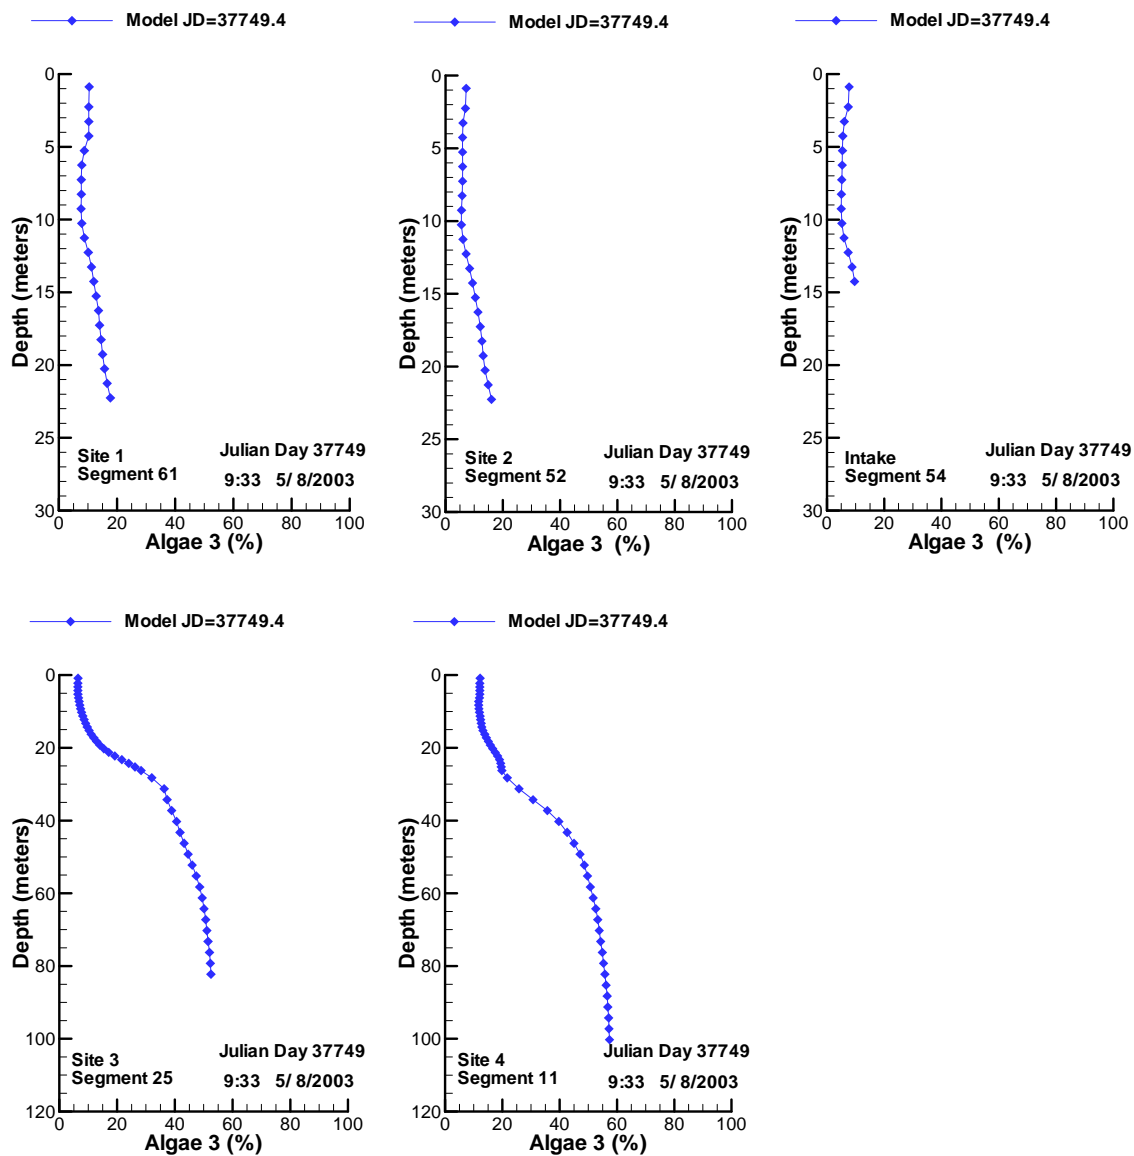 Model JD=37749.4
Depth (meters)
0
5
10
15
20
25
30
Site 1
Segment 61
Julian Day 37749
9:33 5/ 8/2003
0 20 40 60 80 100
Algae 3 (%)
Model JD=37749.4
Depth (meters)
0
5
10
15
20
25
30
Site 2
Segment 52
Julian Day 37749
9:33 5/ 8/2003
0 20 40 60 80 100
Algae 3 (%)
Model JD=37749.4
Depth (meters)
0
5
10
15
20
25
30
Intake
Segment 54
Julian Day 37749
9:33 5/ 8/2003
0 20 40 60 80 100
Algae 3 (%)
Model JD=37749.4
Depth (meters)
0
20
40
60
80
100
120
Site 3
Segment 25
Julian Day 37749
9:33 5/ 8/2003
0 20 40 60 80 100
Algae 3 (%)
Model JD=37749.4
Depth (meters)
0
20
40
60
80
100
120
Site 4
Segment 11
Julian Day 37749
9:33 5/ 8/2003
0 20 40 60 80 100
Algae 3 (%)